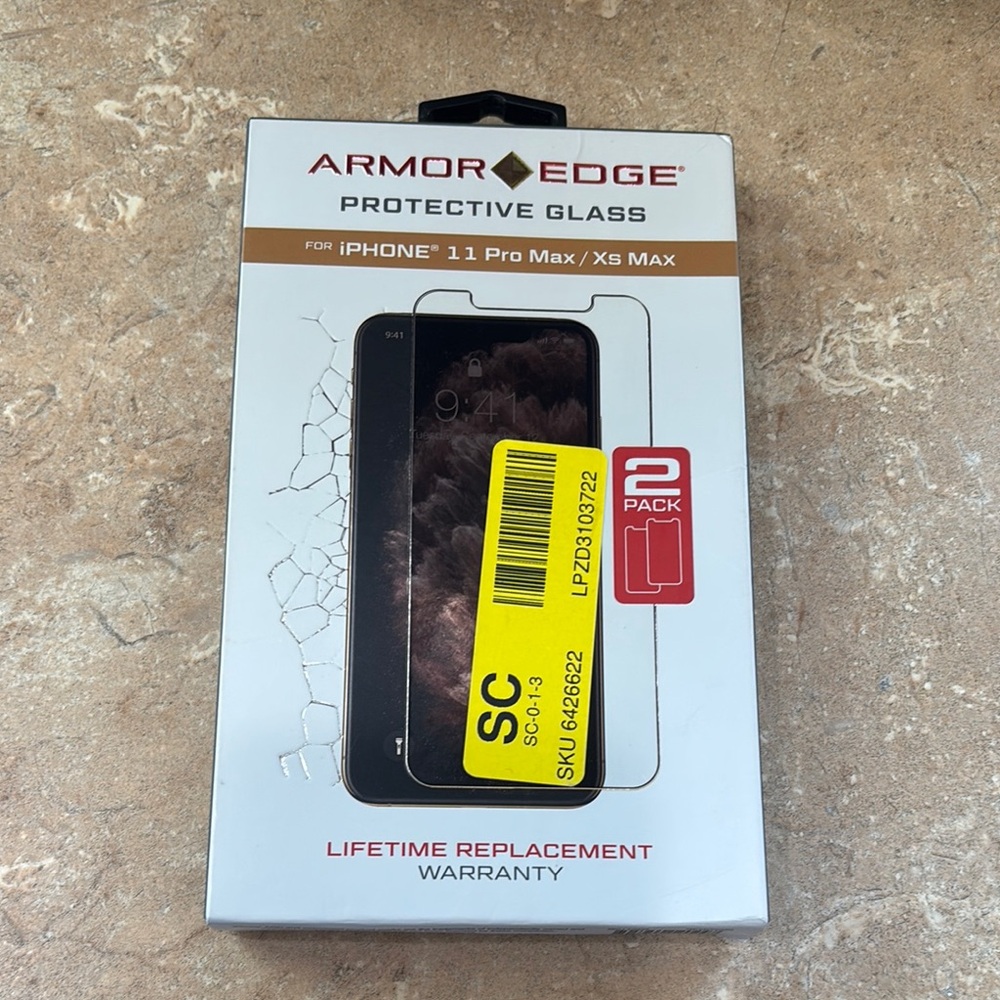 ARMOR EDGE®
PROTECTIVE GLASS
FOR iPHONE® 11 Pro Max / Xs Max
9:41
9:41
2
PACK
LPZD3103722
SC
SC-0-1-3
SKU 6426622
LIFETIME REPLACEMENT
WARRANTY